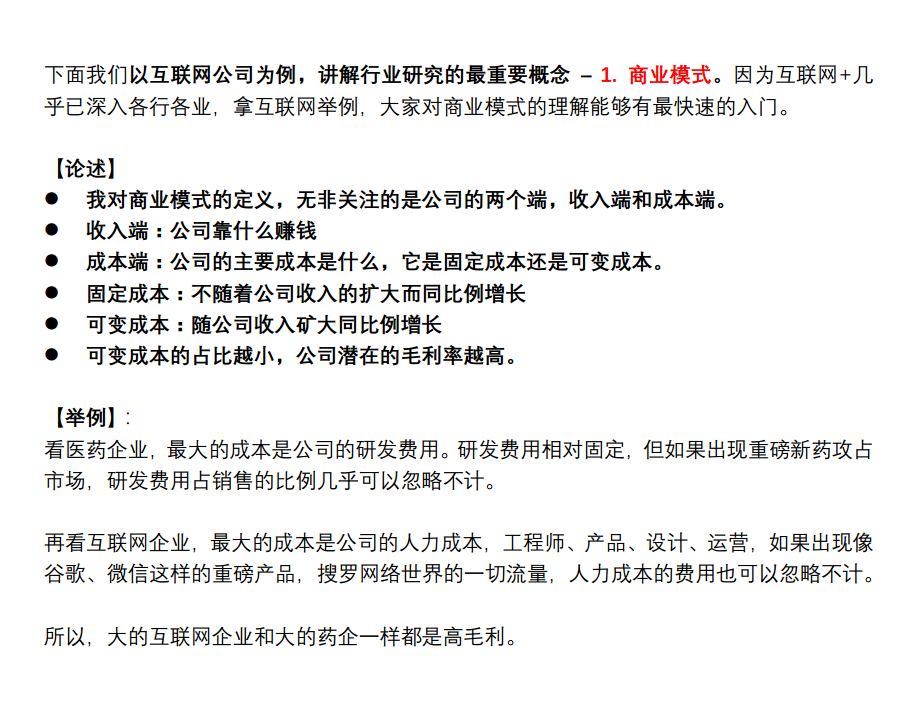 下面我们以互联网公司为例，讲解行业研究的最重要概念 – 1. 商业模式。因为互联网+几
乎已深入各行各业，拿互联网举例，大家对商业模式的理解能够有最快速的入门。
【论述】
● 我对商业模式的定义，无非关注的是公司的两个端，收入端和成本端。
● 收入端：公司靠什么赚钱
● 成本端：公司的主要成本是什么，它是固定成本还是可变成本。
● 固定成本：不随着公司收入的扩大而同比例增长
● 可变成本：随公司收入矿大同比例增长
● 可变成本的占比越小，公司潜在的毛利率越高。
【举例】:
看医药企业，最大的成本是公司的研发费用。研发费用相对固定，但如果出现重磅新药攻占
市场，研发费用占销售的比例几乎可以忽略不计。
再看互联网企业，最大的成本是公司的人力成本，工程师、产品、设计、运营，如果出现像
谷歌、微信这样的重磅产品，搜罗网络世界的一切流量，人力成本的费用也可以忽略不计。
所以，大的互联网企业和大的药企一样都是高毛利。